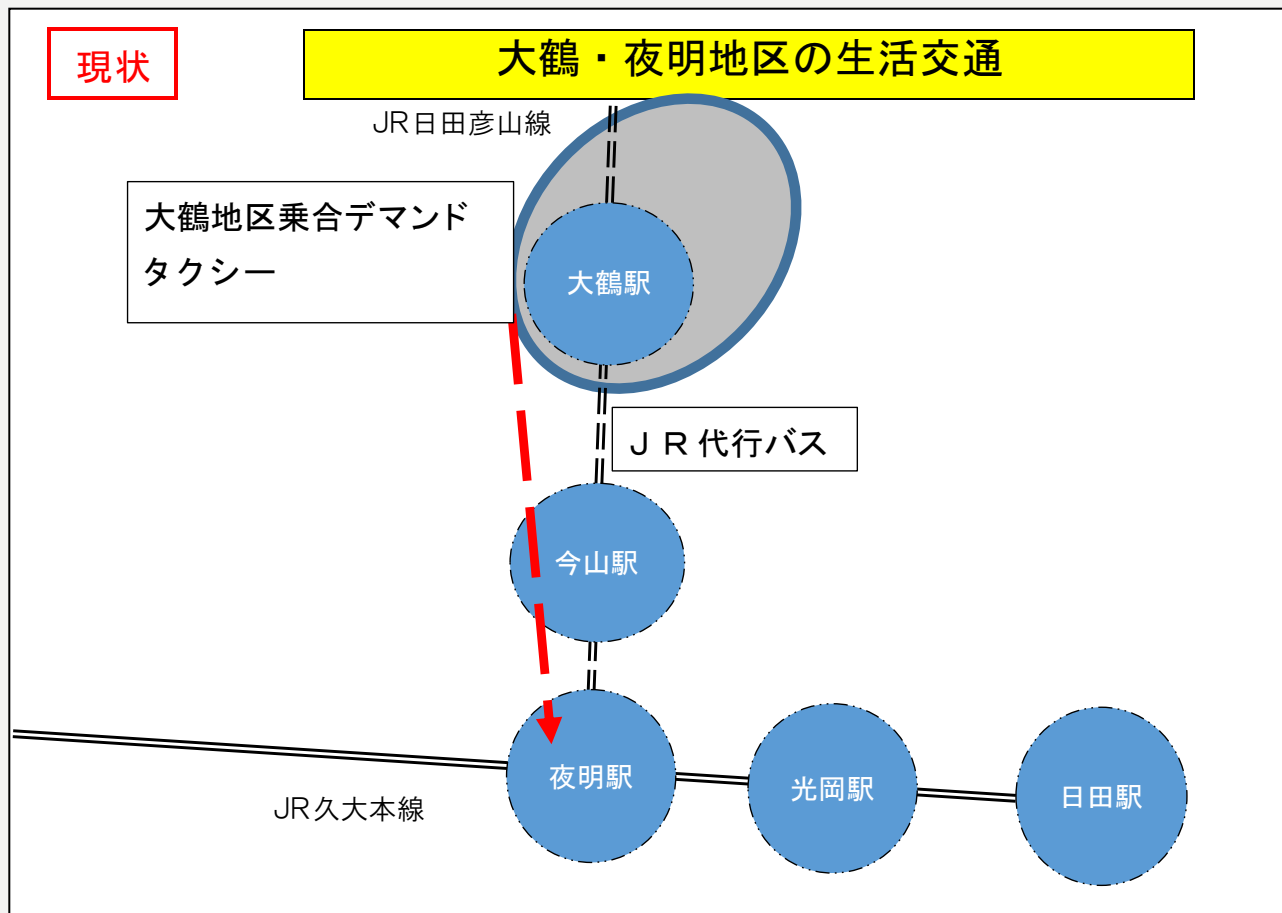 現状
大鶴・夜明地区の生活交通
JR日田彦山線
大鶴地区乗合デマンド
タクシー
大鶴駅
ＪＲ代行バス
今山駅
夜明駅
光岡駅
日田駅
JR久大本線